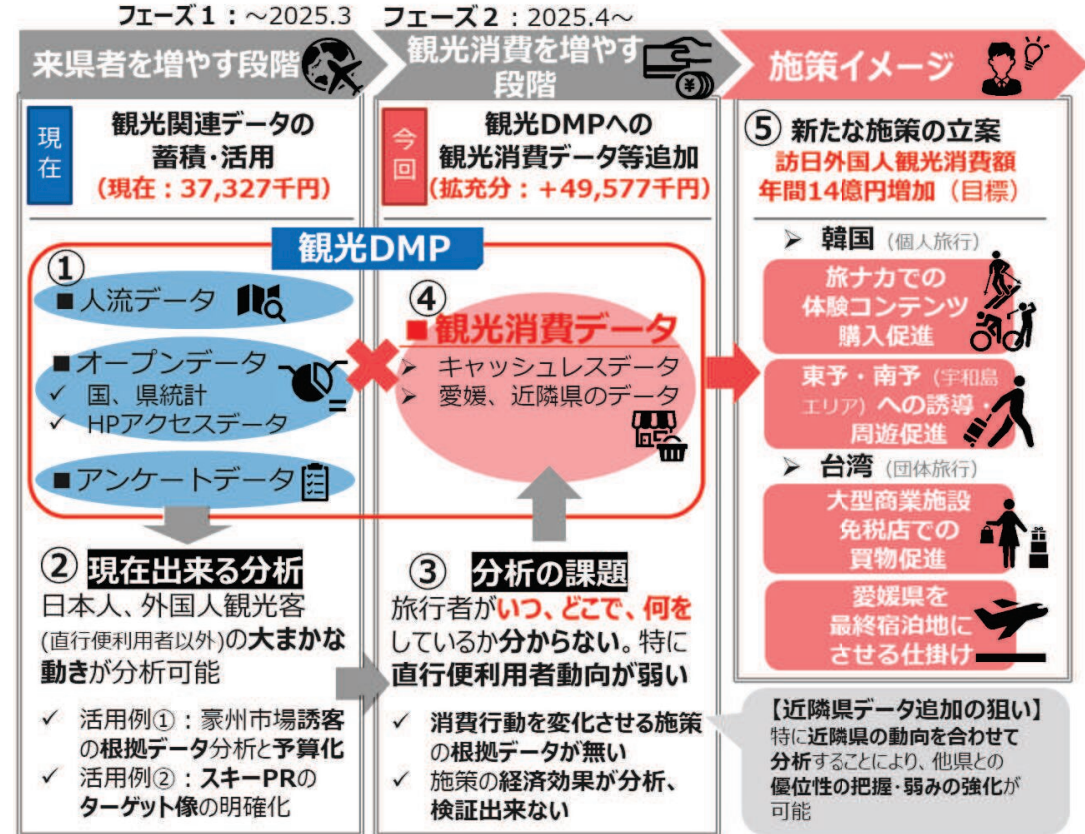 フェーズ1：～2025.3
フェーズ2：2025.4～
来県者を増やす段階
観光消費を増やす
段階
施策イメージ
現在
観光関連データの
蓄積・活用
(現在：37,327千円)
今回
観光DMPへの
観光消費データ等追加
(拡充分：+49,577千円)
⑤ 新たな施策の立案
訪日外国人観光消費額
年間14億円増加（目標）
観光DMP
①
■人流データ
■オープンデータ
✓ 国、県統計
✓ HPアクセスデータ
■アンケートデータ
④
■観光消費データ
➢ キャッシュレスデータ
➢ 愛媛、近隣県のデータ
¥
➢ 韓国（個人旅行）
旅ナカでの
体験コンテンツ
購入促進
東予・南予（宇和島
エリア）への誘導・
周遊促進
➢ 台湾（団体旅行）
大型商業施設
免税店での
買物促進
愛媛県を
最終宿泊地に
させる仕掛け
② 現在出来る分析
日本人、外国人観光客
(直行便利用者以外)の大まかな
動きが分析可能
✓ 活用例①：豪州市場誘客
の根拠データ分析と予算化
✓ 活用例②：スキーPRの
ターゲット像の明確化
③ 分析の課題
旅行者がいつ、どこで、何を
しているか分からない。特に
直行便利用者動向が弱い
✓ 消費行動を変化させる施策
の根拠データが無い
✓ 施策の経済効果が分析、
検証出来ない
【近隣県データ追加の狙い】
特に近隣県の動向を合わせて
分析することにより、他県との
優位性の把握・弱みの強化が
可能